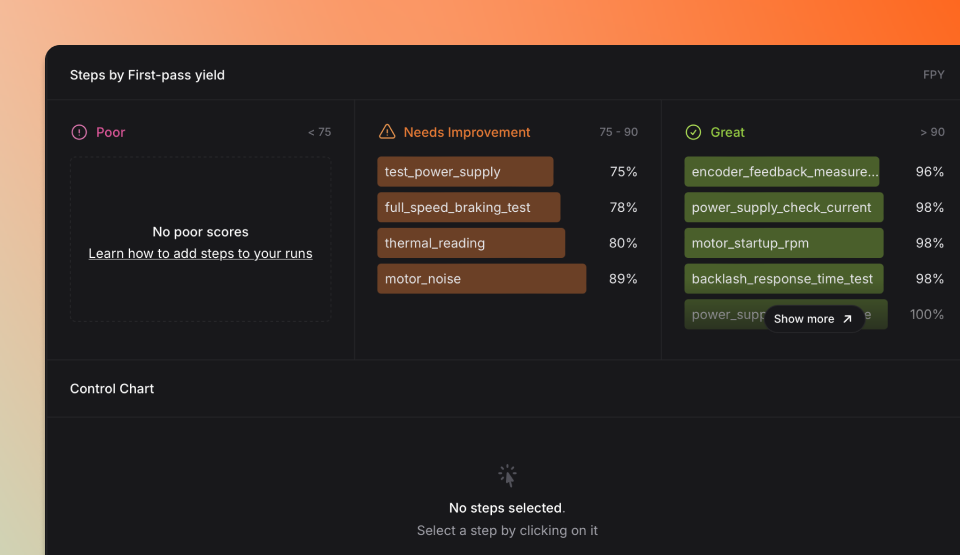 Steps by First-pass yield
FPY
Poor
< 75
No poor scores
Learn how to add steps to your runs
Needs Improvement
75 - 90
test_power_supply 75%
full_speed_braking_test 78%
thermal_reading 80%
motor_noise 89%
Great
> 90
encoder_feedback_measure... 96%
power_supply_check_current 98%
motor_startup_rpm 98%
backlash_response_time_test 98%
100%
Show more
Control Chart
No steps selected.
Select a step by clicking on it